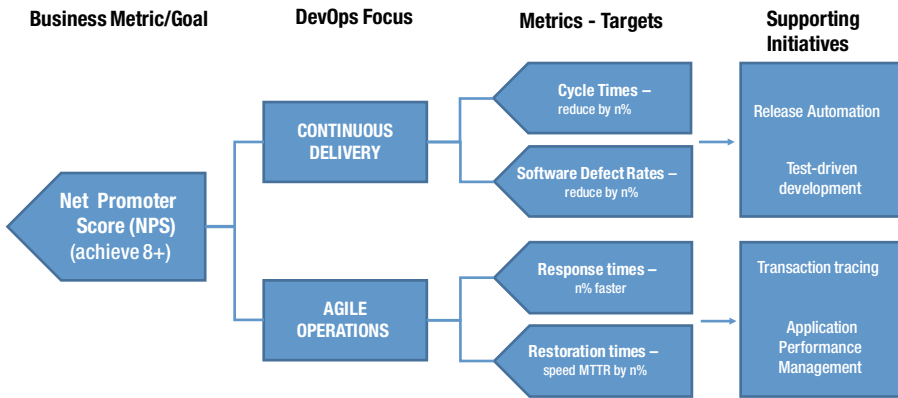 Business Metric/Goal
DevOps Focus
Metrics - Targets
Supporting
Initiatives
Net Promoter
Score (NPS)
(achieve 8+)
CONTINUOUS
DELIVERY
AGILE
OPERATIONS
Cycle Times –
reduce by n%
Software Defect Rates –
reduce by n%
Response times –
n% faster
Restoration times –
speed MTTR by n%
Release Automation
Test-driven
development
Transaction tracing
Application
Performance
Management